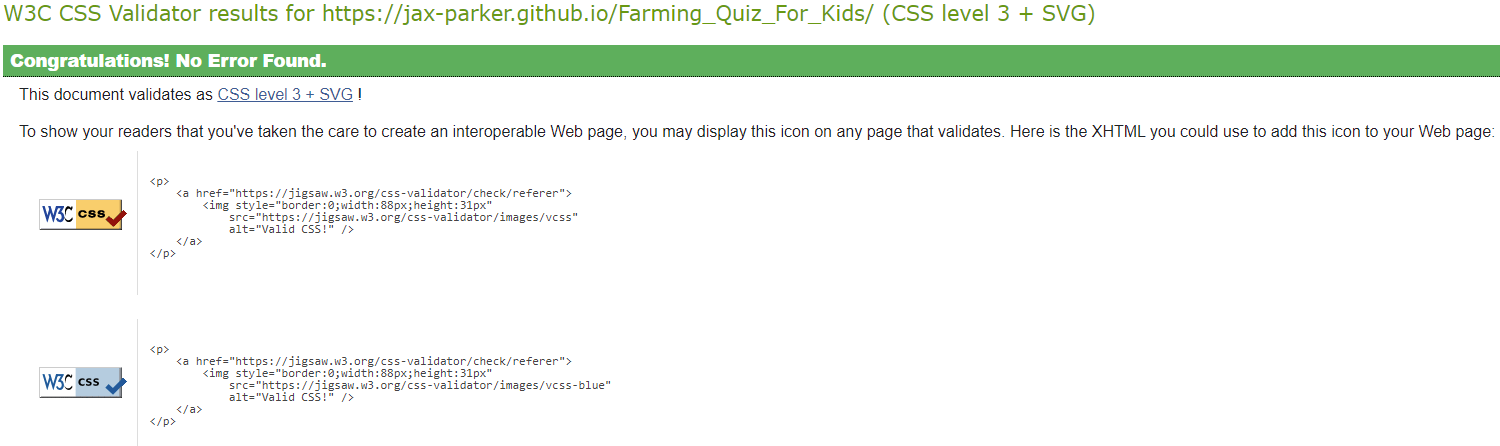 W3C CSS Validator results for https://jax-parker.github.io/Farming_Quiz_For_Kids/ (CSS level 3 + SVG)
Congratulations! No Error Found.
This document validates as CSS level 3 + SVG !
To show your readers that you've taken the care to create an interoperable Web page, you may display this icon on any page that validates. Here is the XHTML you could use to add this icon to your Web page:
W3C css
<p>
<a href="https://jigsaw.w3.org/css-validator/check/referer">
<img style="border:0;width:88px;height:31px"
src="https://jigsaw.w3.org/css-validator/images/vcss"
alt="Valid CSS!" />
</a>
</p>
W3C css
<p>
<a href="https://jigsaw.w3.org/css-validator/check/referer">
<img style="border:0;width:88px;height:31px"
src="https://jigsaw.w3.org/css-validator/images/vcss-blue"
alt="Valid CSS!" />
</a>
</p>